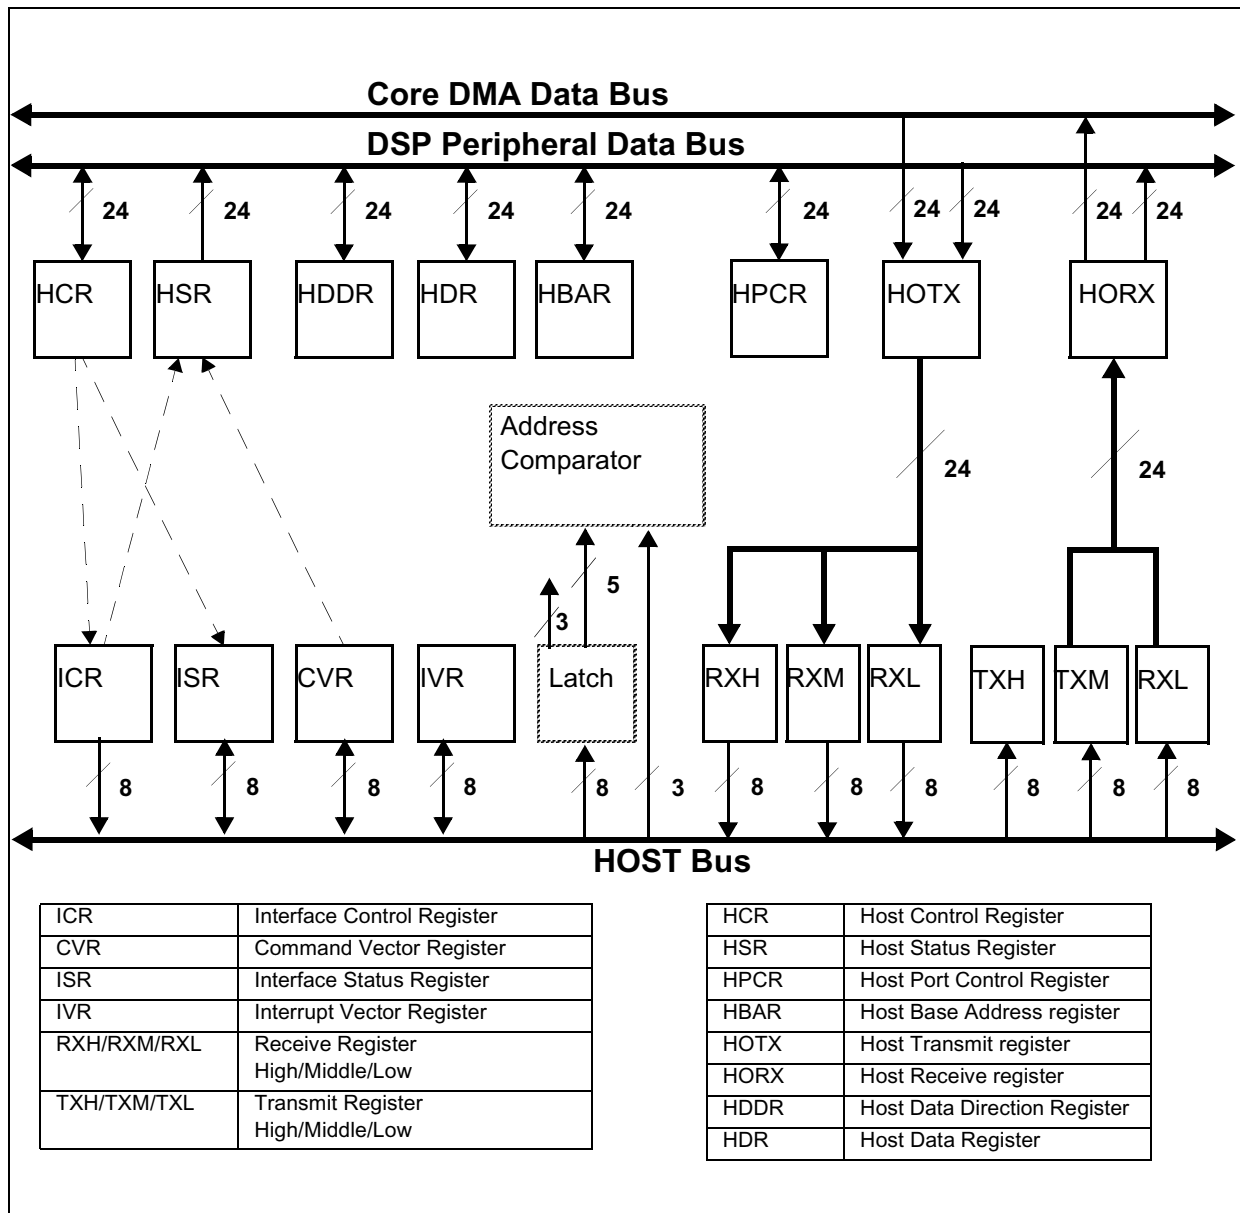 Core DMA Data Bus
DSP Peripheral Data Bus
24 24 24 24 24 24 24 24 24 24
HCR HSR HDDR HDR HBAR HPCR HOTX HORX
Address
Comparator
24 24
5
3
ICR ISR CVR IVR Latch RXH RXM RXL TXH TXM RXL
8 8 8 8 8 3 8 8 8 8 8 8
HOST Bus
ICR Interface Control Register
CVR Command Vector Register
ISR Interface Status Register
IVR Interrupt Vector Register
RXH/RXM/RXL Receive Register
High/Middle/Low
TXH/TXM/TXL Transmit Register
High/Middle/Low
HCR Host Control Register
HSR Host Status Register
HPCR Host Port Control Register
HBAR Host Base Address register
HOTX Host Transmit register
HORX Host Receive register
HDDR Host Data Direction Register
HDR Host Data Register